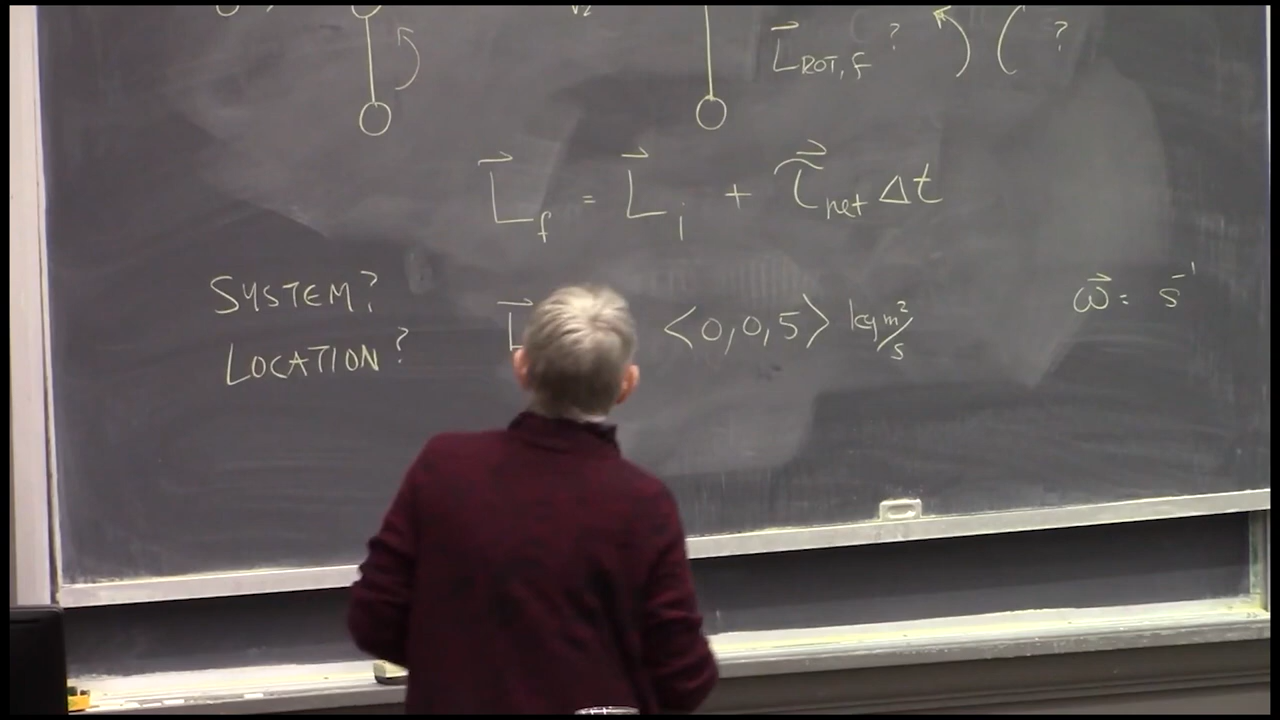 L⃗ROT,f ? ?
L⃗f = L⃗i + τ⃗net Δt
SYSTEM?
LOCATION?
L⃗ <0,0,5> kg m²/s
ω⃗ = s⁻¹